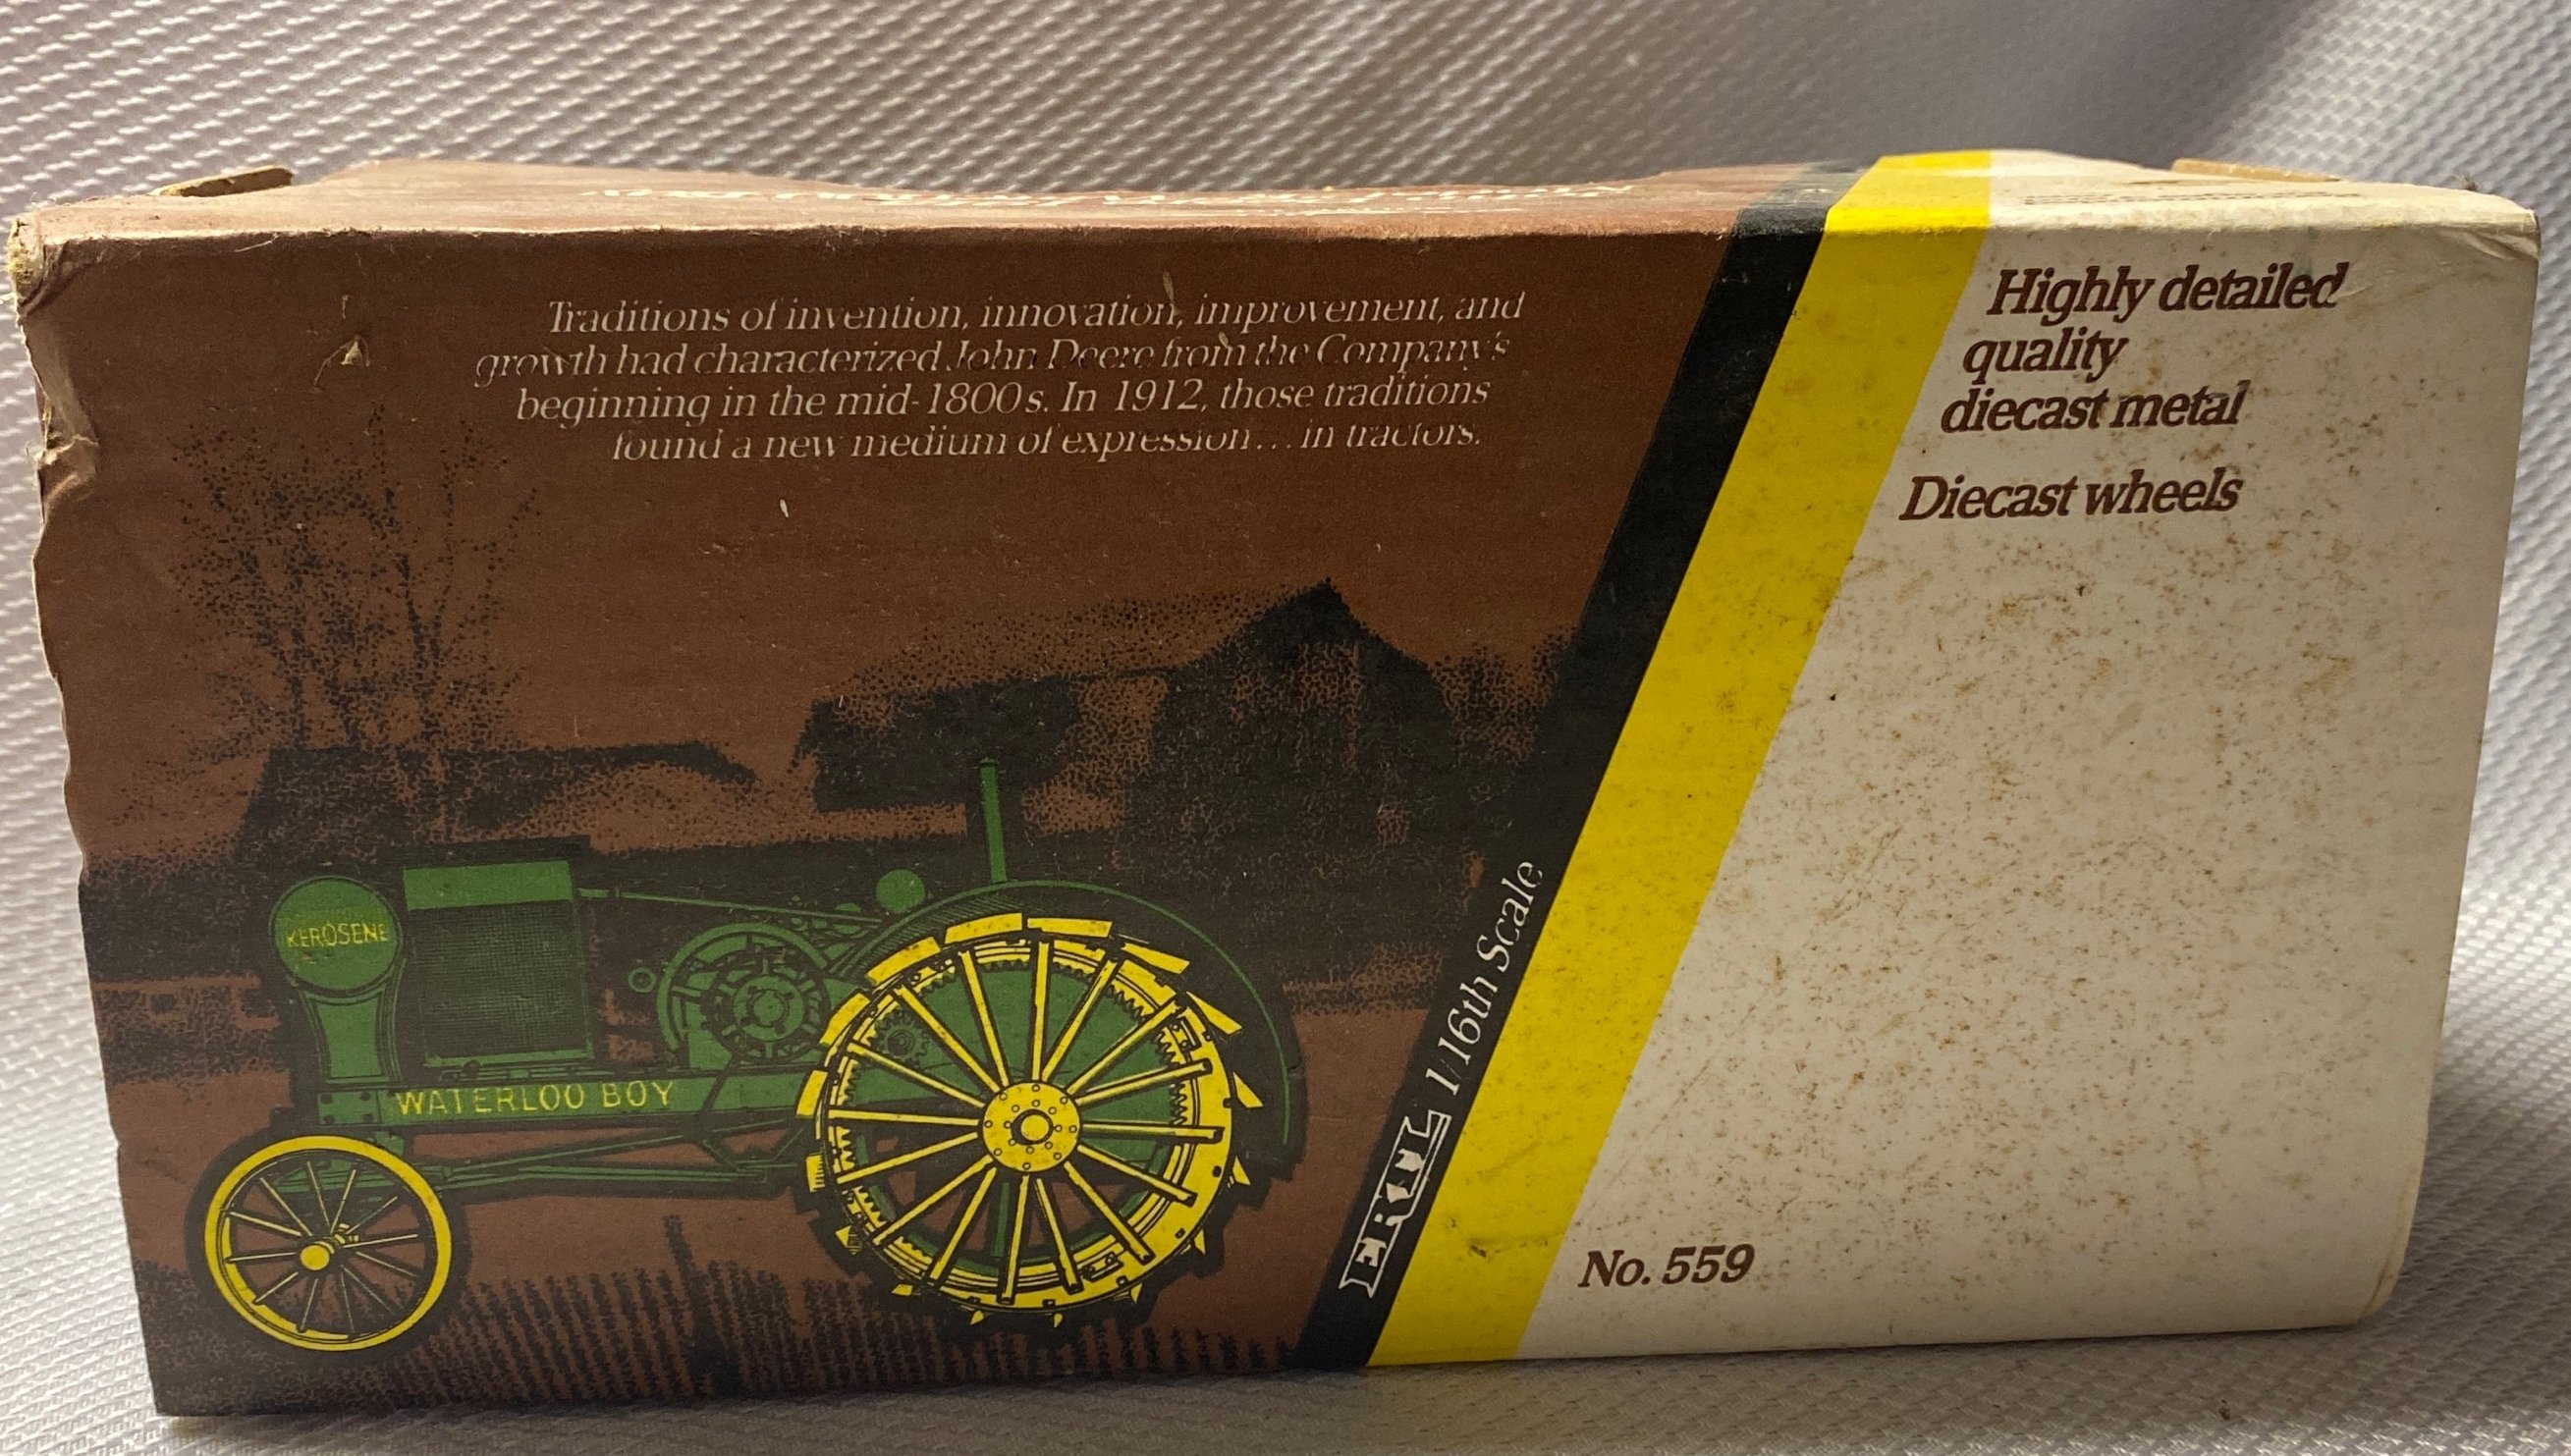 Traditions of invention, innovation, improvement, and
growth had characterized John Deere from the Company's
beginning in the mid-1800s. In 1912, those traditions
found a new medium of expression... in tractors.
Highly detailed
quality
diecast metal
Diecast wheels
KEROSENE
WATERLOO BOY
ERTL 1/16th Scale
No. 559